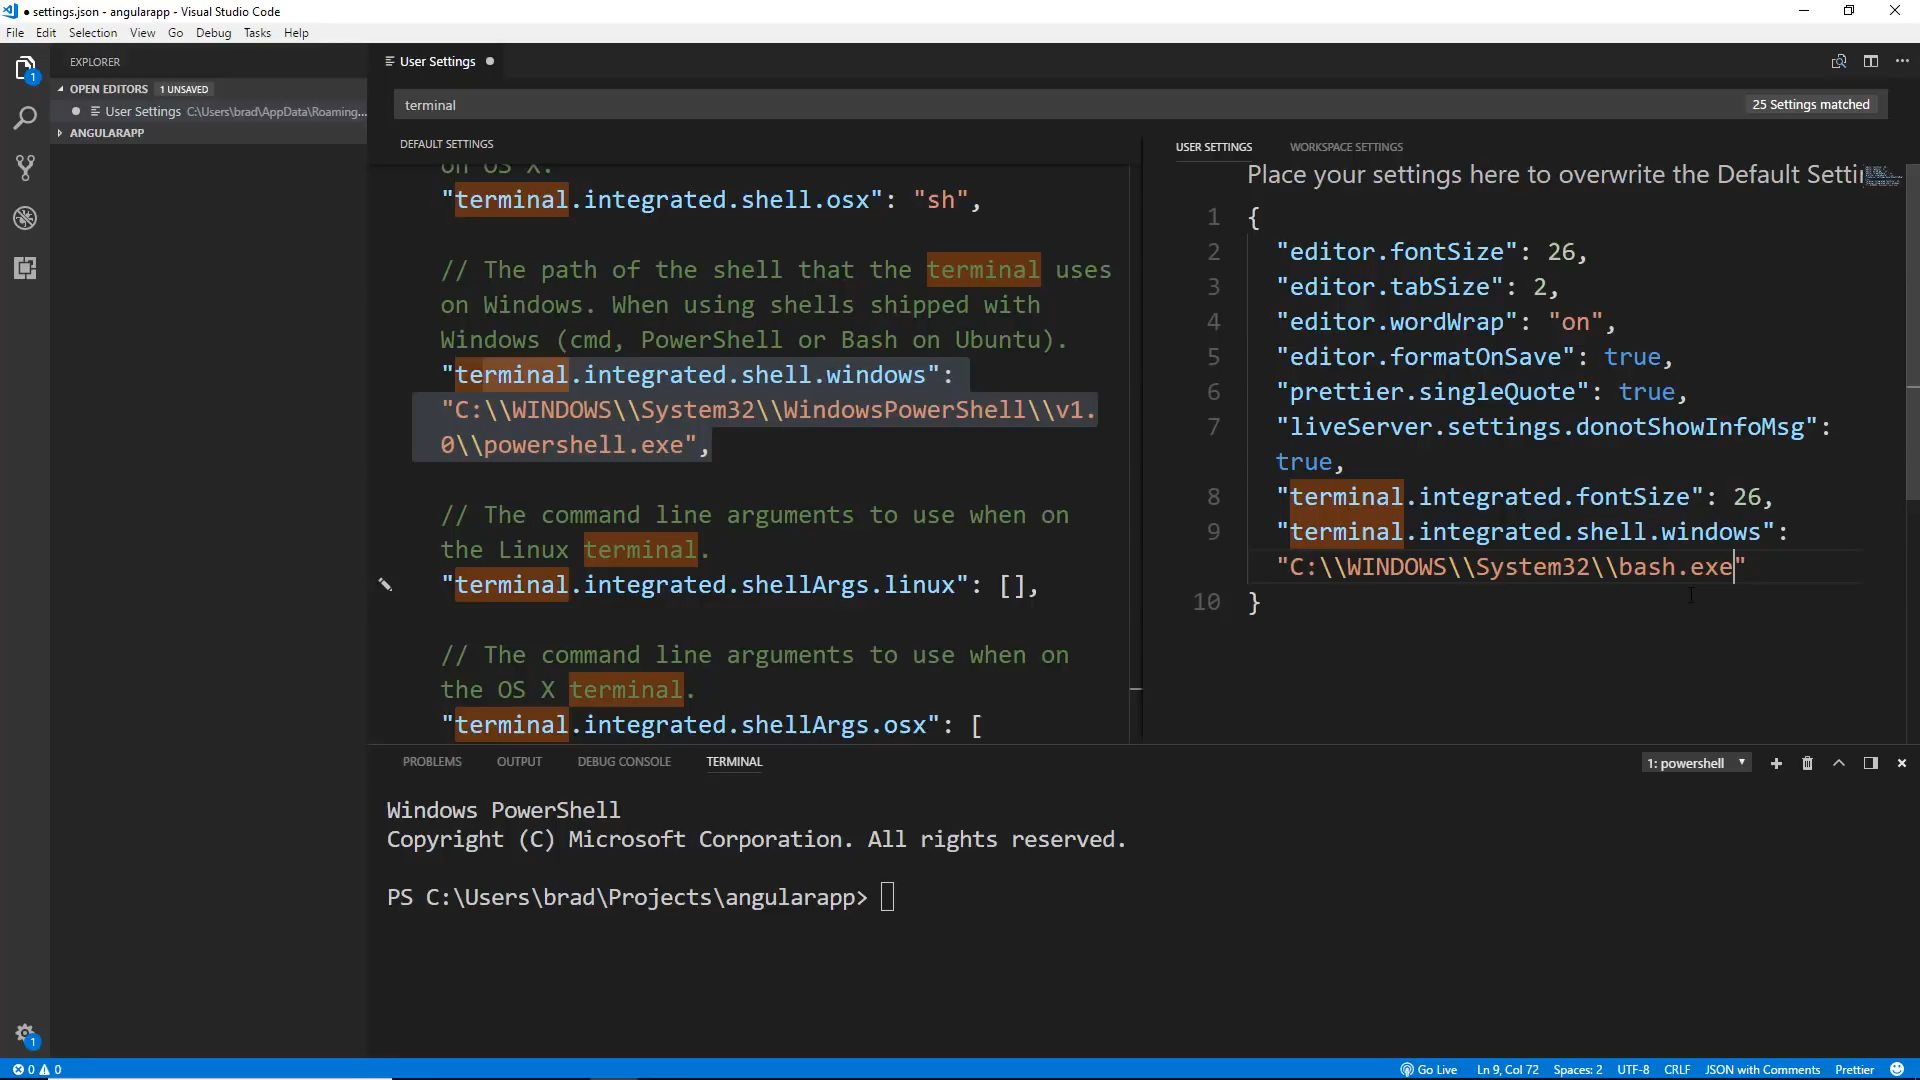 ● settings.json - angularapp - Visual Studio Code
File Edit Selection View Go Debug Tasks Help
1
EXPLORER
OPEN EDITORS 1 UNSAVED
User Settings C:\Users\brad\AppData\Roaming...
ANGULARAPP
User Settings
terminal
25 Settings matched
DEFAULT SETTINGS
on OS X.
"terminal.integrated.shell.osx": "sh",
// The path of the shell that the terminal uses
on Windows. When using shells shipped with
Windows (cmd, PowerShell or Bash on Ubuntu).
"terminal.integrated.shell.windows":
"C:\\WINDOWS\\System32\\WindowsPowerShell\\v1.
0\\powershell.exe",
// The command line arguments to use when on
the Linux terminal.
"terminal.integrated.shellArgs.linux": [],
// The command line arguments to use when on
the OS X terminal.
"terminal.integrated.shellArgs.osx": [
USER SETTINGS WORKSPACE SETTINGS
Place your settings here to overwrite the Default Settin
1 {
2 "editor.fontSize": 26,
3 "editor.tabSize": 2,
4 "editor.wordWrap": "on",
5 "editor.formatOnSave": true,
6 "prettier.singleQuote": true,
7 "liveServer.settings.donotShowInfoMsg":
true,
8 "terminal.integrated.fontSize": 26,
9 "terminal.integrated.shell.windows":
"C:\\WINDOWS\\System32\\bash.exe"
10 }
PROBLEMS OUTPUT DEBUG CONSOLE TERMINAL
1: powershell
Windows PowerShell
Copyright (C) Microsoft Corporation. All rights reserved.
PS C:\Users\brad\Projects\angularapp>
1
0 0
Go Live Ln 9, Col 72 Spaces: 2 UTF-8 CRLF JSON with Comments Prettier